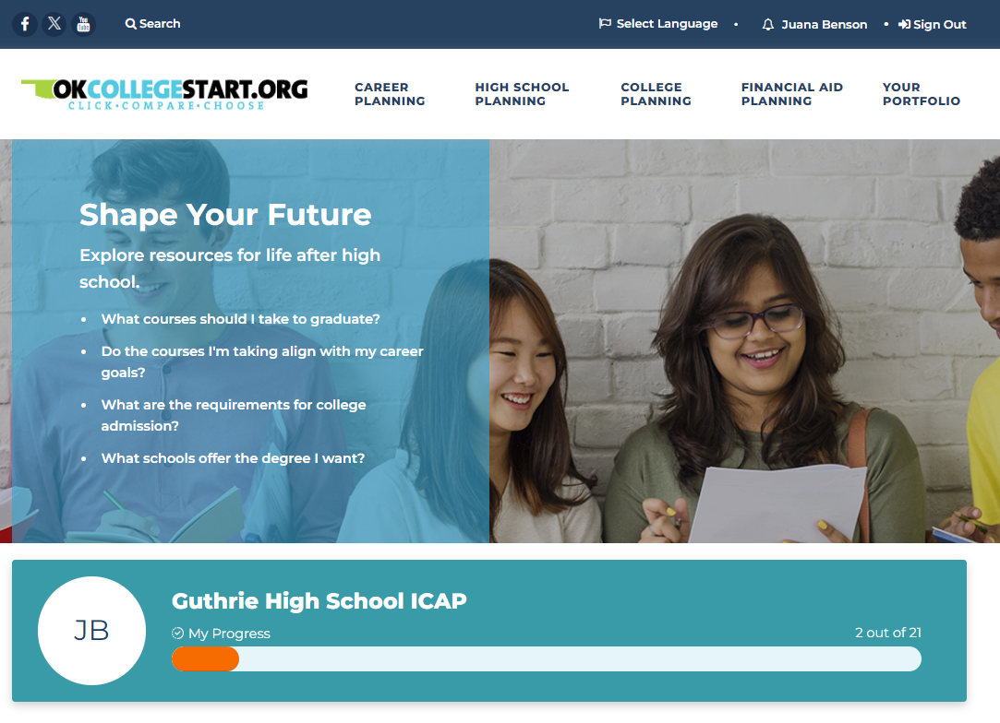 f X You Tube Search Select Language • Juana Benson • Sign Out
OKCOLLEGESTART.ORG
CLICK•COMPARE•CHOOSE
CAREER PLANNING
HIGH SCHOOL PLANNING
COLLEGE PLANNING
FINANCIAL AID PLANNING
YOUR PORTFOLIO
Shape Your Future
Explore resources for life after high
school.
• What courses should I take to graduate?
• Do the courses I'm taking align with my career
goals?
• What are the requirements for college
admission?
• What schools offer the degree I want?
JB
Guthrie High School ICAP
My Progress 2 out of 21